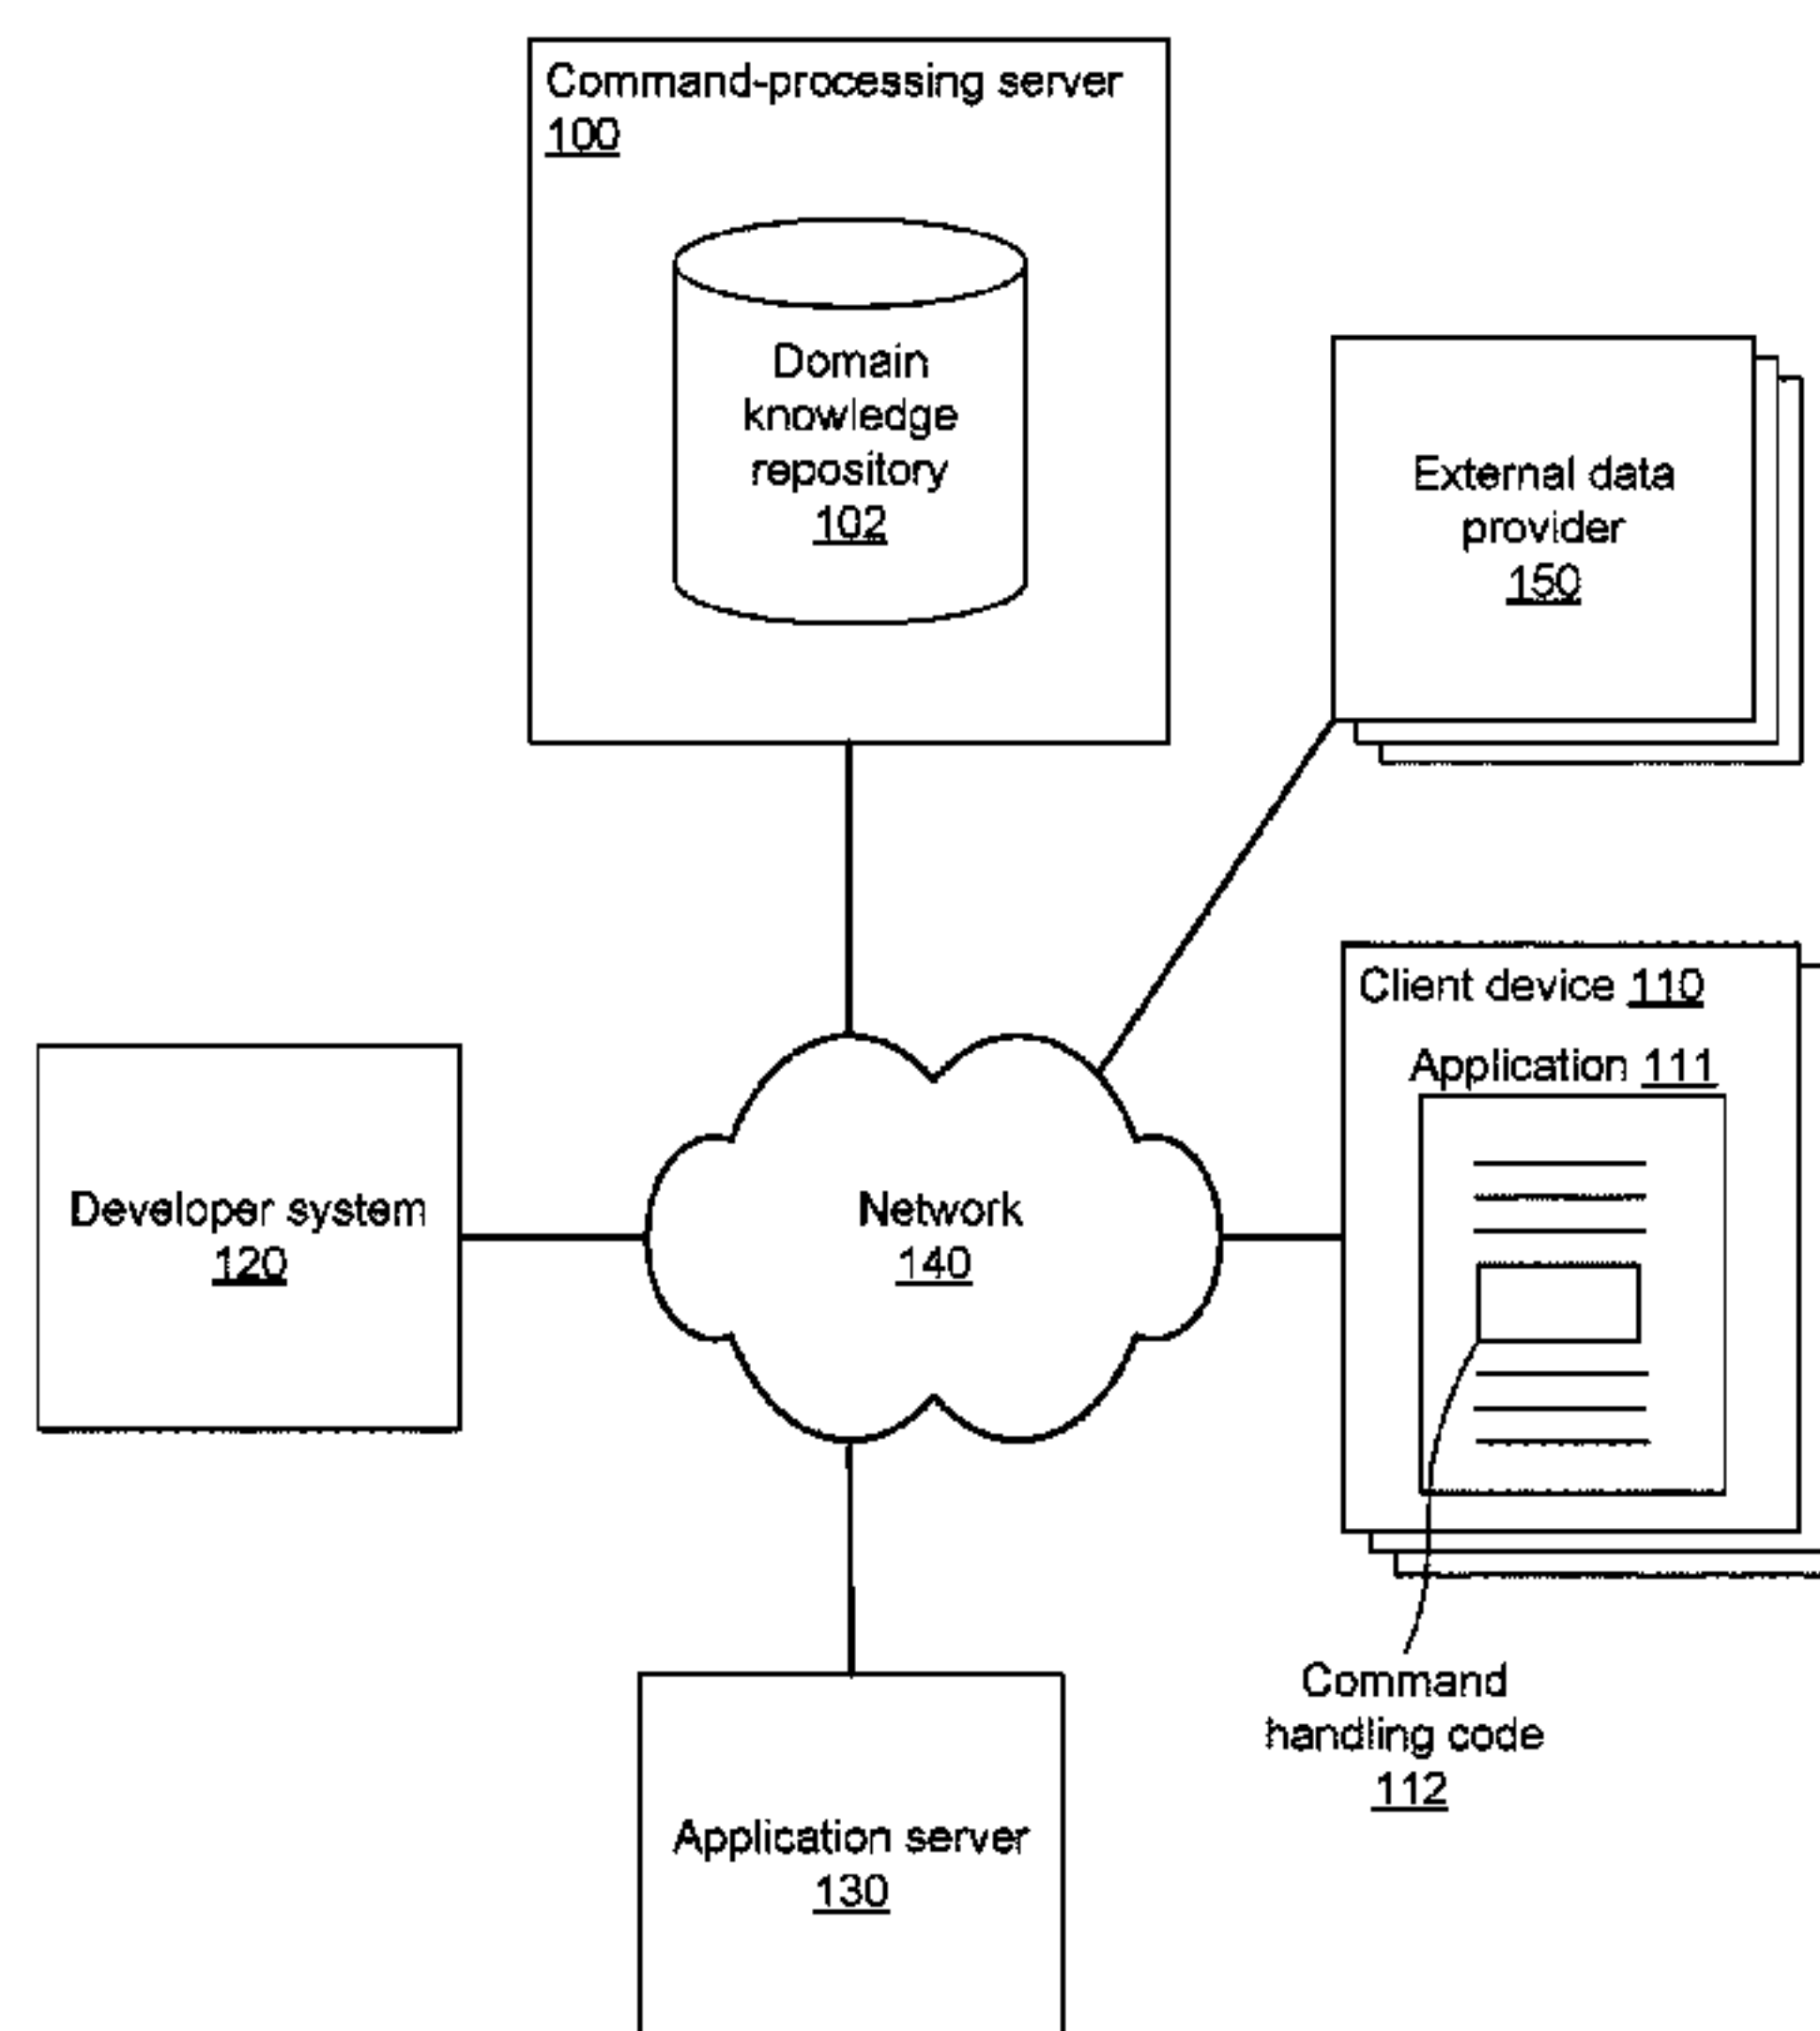 Command-processing server
100
Domain
knowledge
repository
102
External data
provider
150
Client device 110
Application 111
Developer system
120
Network
140
Command
handling code
112
Application server
130